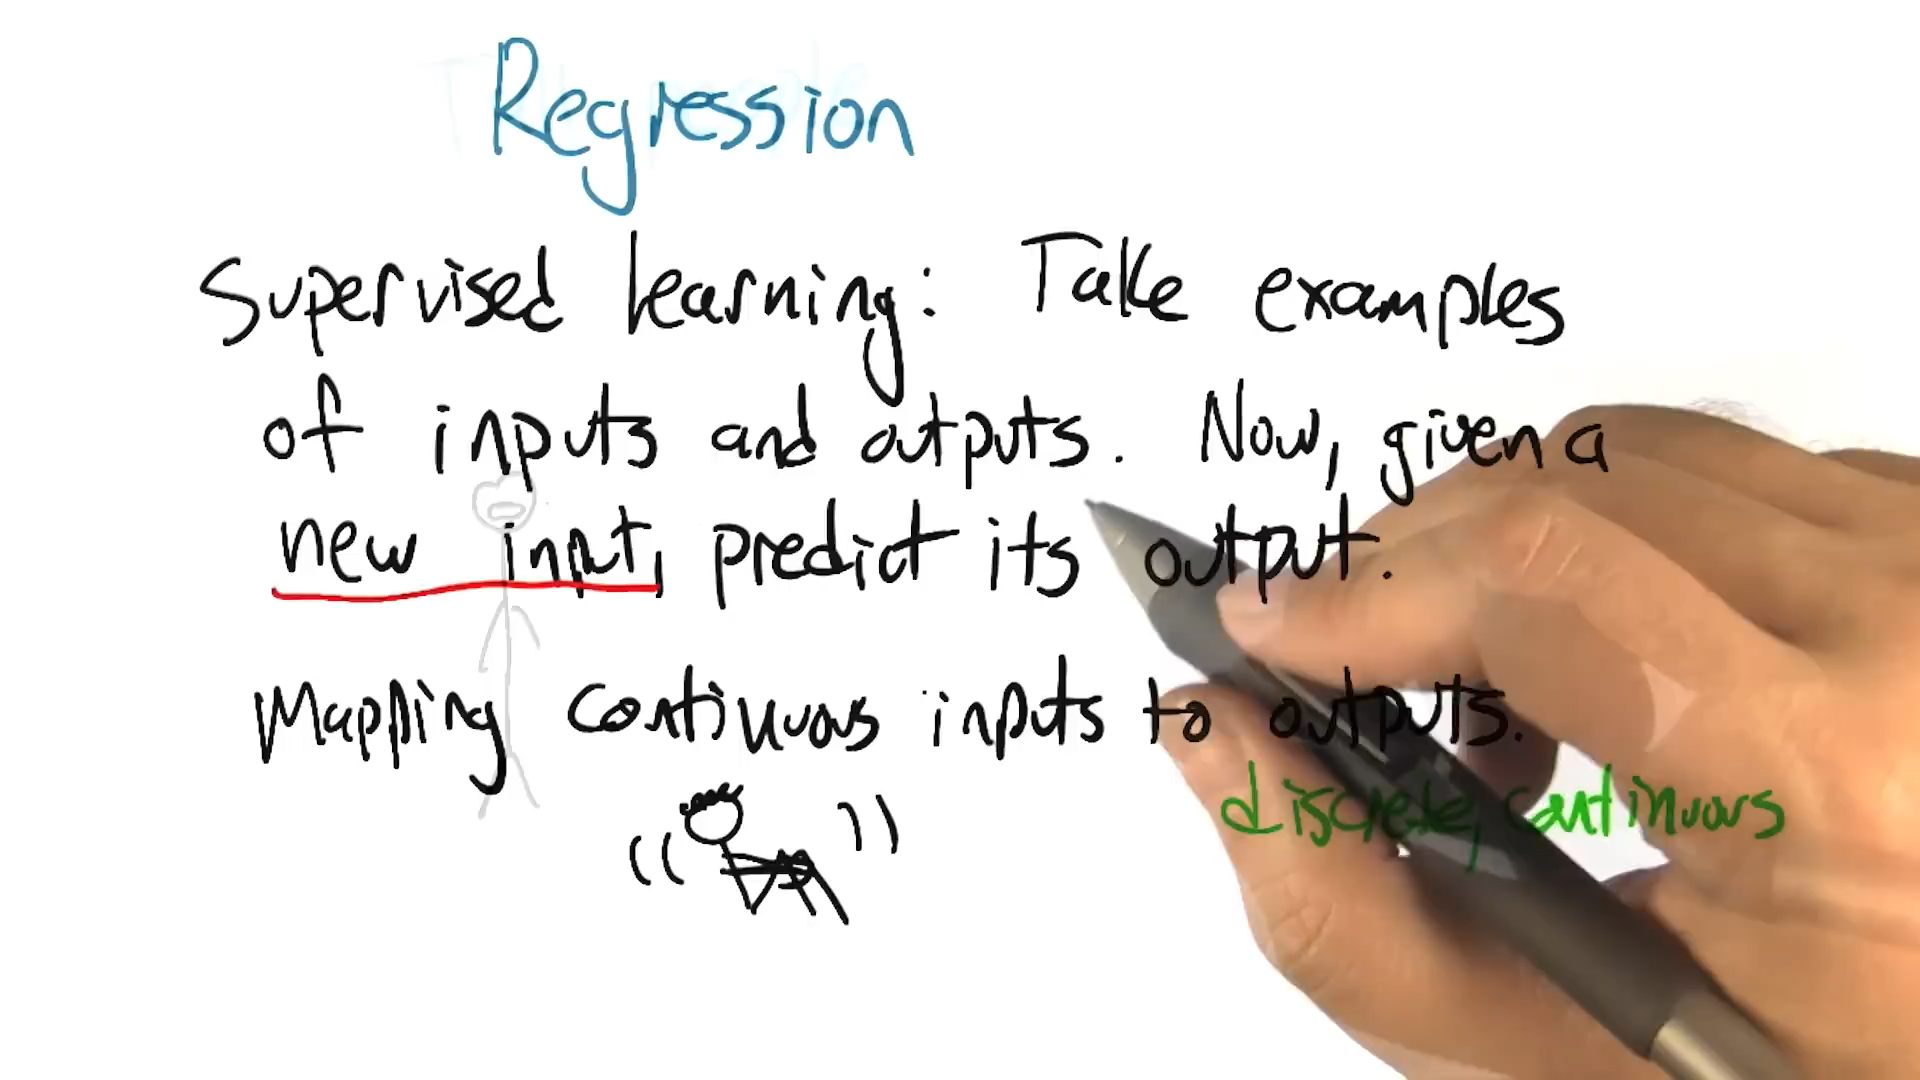 Regression
Supervised learning: Take examples
of inputs and outputs. Now, given a
new input, predict its output.
Mapping continuous inputs to outputs.
discrete, continuous